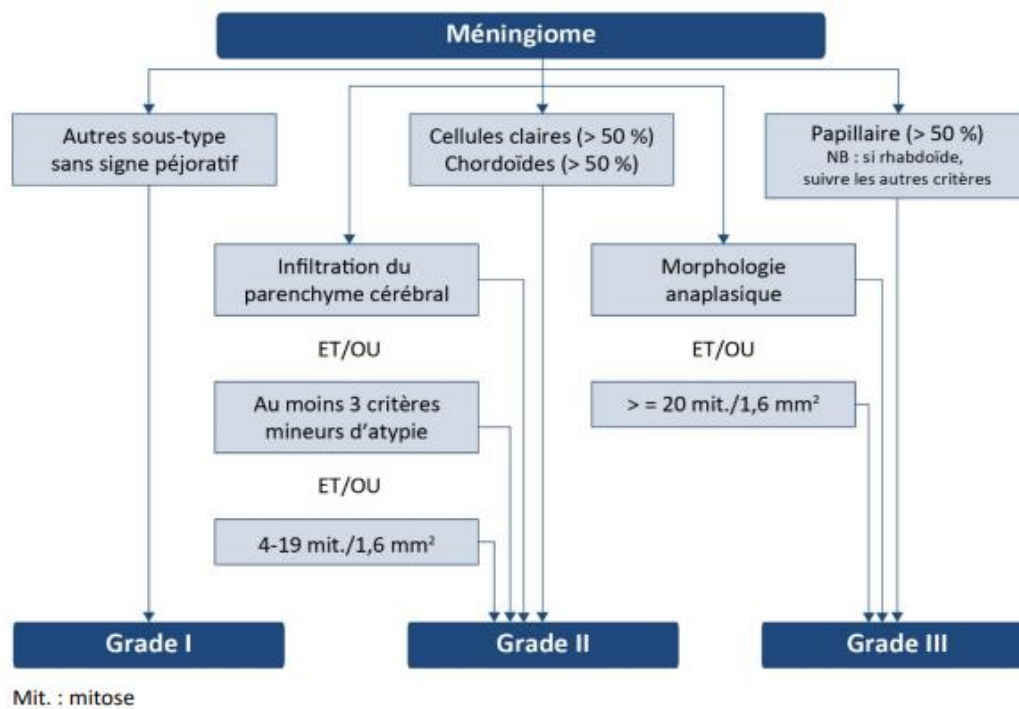 Méningiome
Autres sous-type
sans signe péjoratif
Cellules claires (> 50 %)
Chordoïdes (> 50 %)
Papillaire (> 50 %)
NB : si rhabdoïde,
suivre les autres critères
Infiltration du
parenchyme cérébral
ET/OU
Au moins 3 critères
mineurs d’atypie
ET/OU
4-19 mit./1,6 mm²
Morphologie
anaplasique
ET/OU
> = 20 mit./1,6 mm²
Grade I
Grade II
Grade III
Mit. : mitose